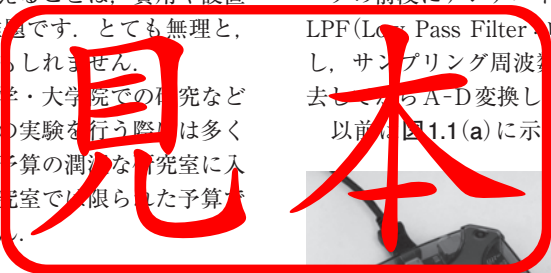 ることは，費用や設置
題です．とても無理と，
もしれません．
学・大学院での研究など
の実験を行う際には多く
予算の潤沢な研究室に入
究室では限られた予算で
ん．
LPF(Low Pass Filter
し，サンプリング周波数
去してからA-D変換し
以前は図1.1(a)に示
見本